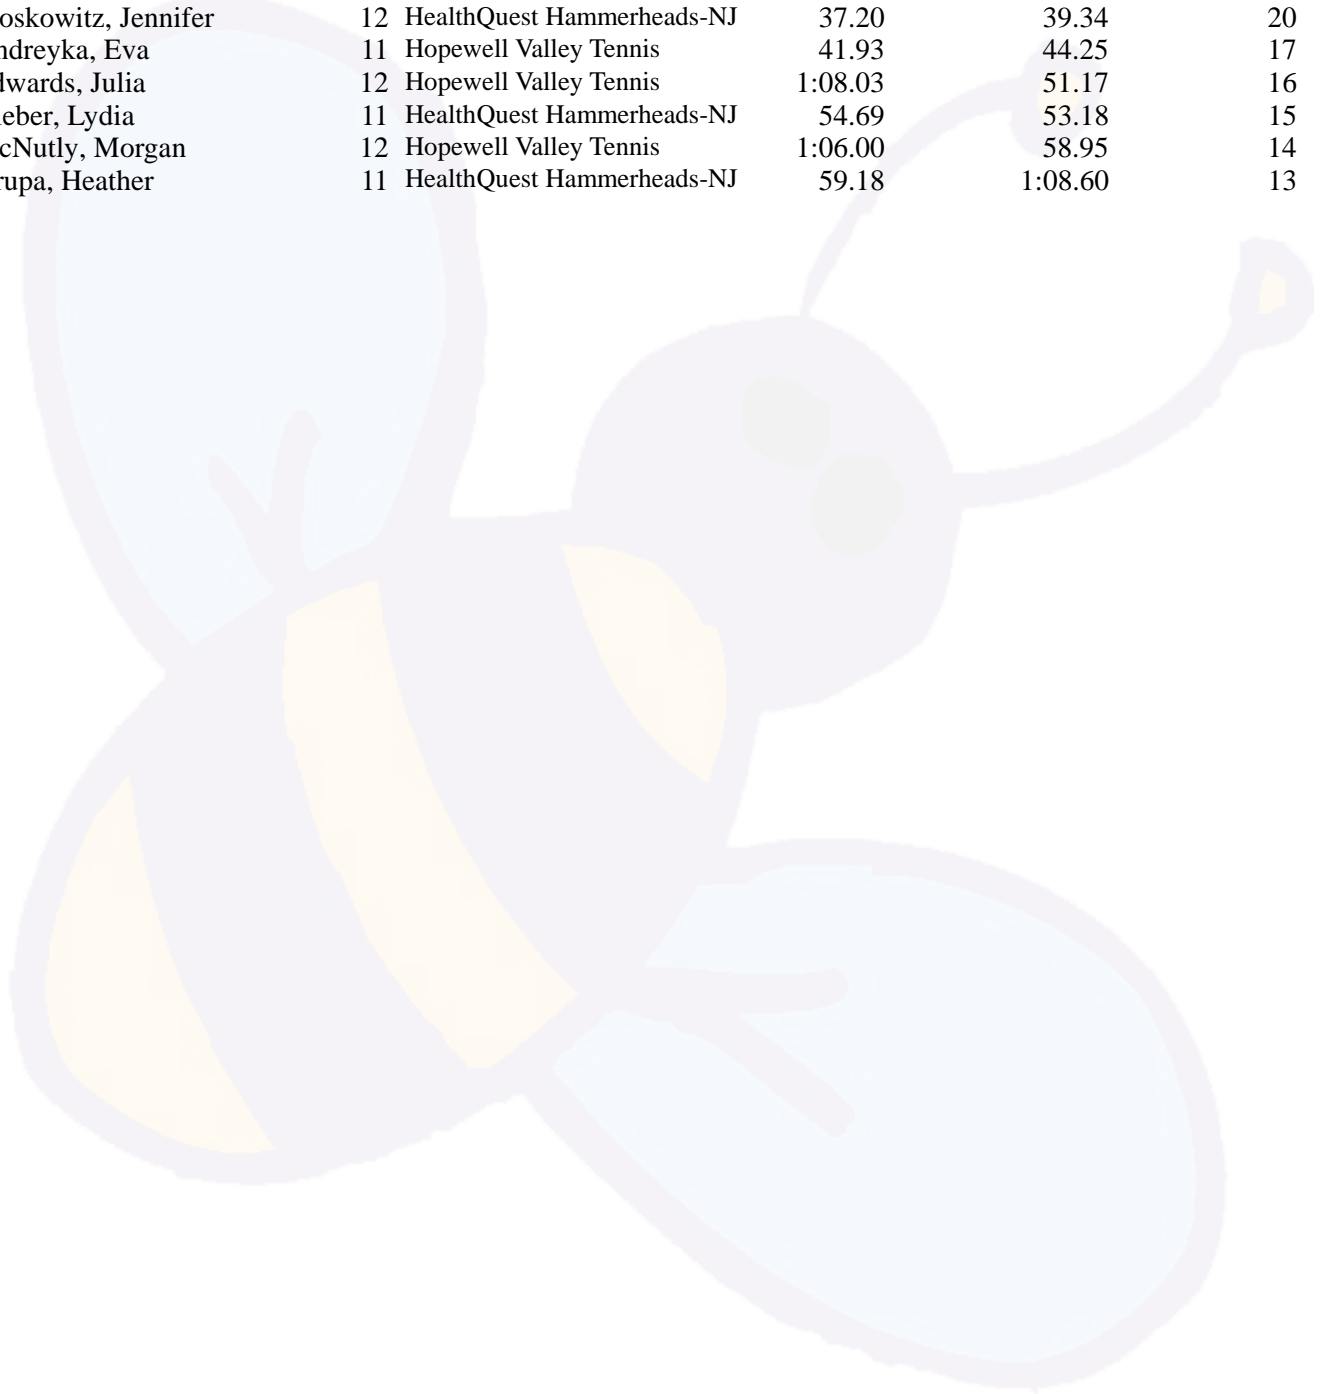 oskowitz, Jennifer 12 HealthQuest Hammerheads-NJ 37.20 39.34 20
ndreyka, Eva 11 Hopewell Valley Tennis 41.93 44.25 17
dwards, Julia 12 Hopewell Valley Tennis 1:08.03 51.17 16
ieber, Lydia 11 HealthQuest Hammerheads-NJ 54.69 53.18 15
cNutly, Morgan 12 Hopewell Valley Tennis 1:06.00 58.95 14
rupa, Heather 11 HealthQuest Hammerheads-NJ 59.18 1:08.60 13